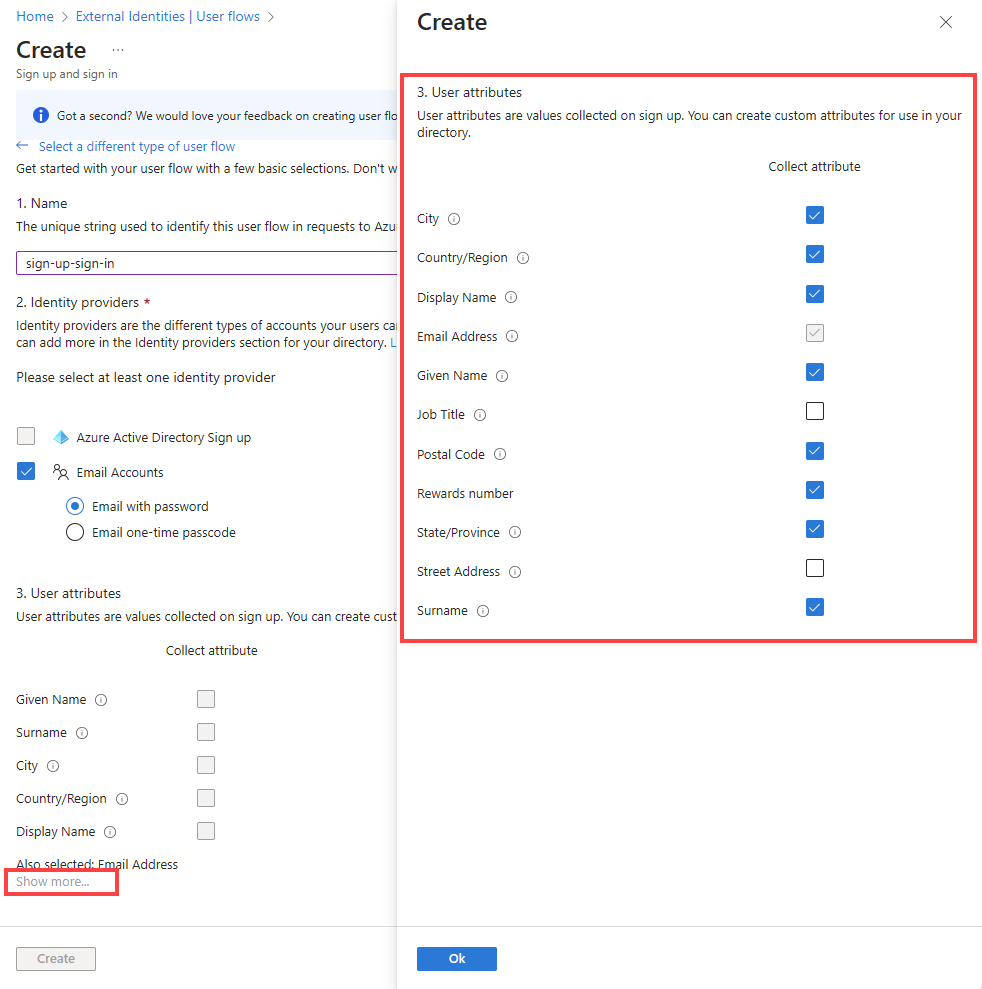 Home > External Identities | User flows >
Create ...
Sign up and sign in
Got a second? We would love your feedback on creating user flo
Select a different type of user flow
Get started with your user flow with a few basic selections. Don't w
1. Name
The unique string used to identify this user flow in requests to Azu
sign-up-sign-in
2. Identity providers *
Identity providers are the different types of accounts your users ca
can add more in the Identity providers section for your directory. L
Please select at least one identity provider
Azure Active Directory Sign up
Email Accounts
Email with password
Email one-time passcode
3. User attributes
User attributes are values collected on sign up. You can create cust
Collect attribute
Given Name
Surname
City
Country/Region
Display Name
Also selected: Email Address
Show more...
Create
Create
3. User attributes
User attributes are values collected on sign up. You can create custom attributes for use in your
directory.
Collect attribute
City
Country/Region
Display Name
Email Address
Given Name
Job Title
Postal Code
Rewards number
State/Province
Street Address
Surname
Ok